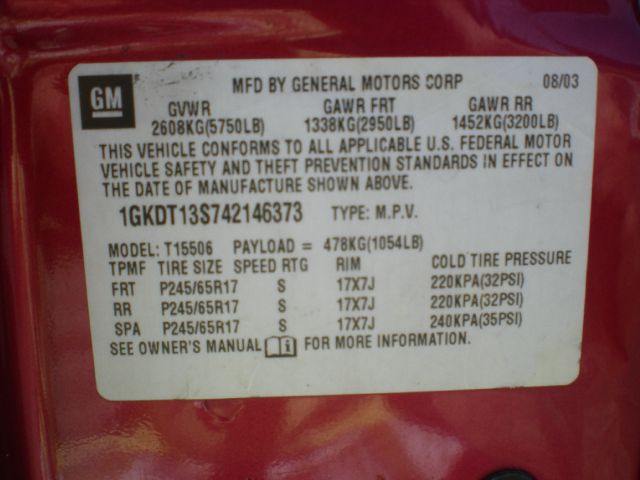 GM MFD BY GENERAL MOTORS CORP 08/03
GVWR GAWR FRT GAWR RR
2608KG(5750LB) 1338KG(2950LB) 1452KG(3200LB)
THIS VEHICLE CONFORMS TO ALL APPLICABLE U.S. FEDERAL MOTOR
VEHICLE SAFETY AND THEFT PREVENTION STANDARDS IN EFFECT ON
THE DATE OF MANUFACTURE SHOWN ABOVE.
1GKDT13S742146373 TYPE: M.P.V.
MODEL: T15506 PAYLOAD = 478KG(1054LB)
TPMF TIRE SIZE SPEED RTG RIM COLD TIRE PRESSURE
FRT P245/65R17 S 17X7J 220KPA(32PSI)
RR P245/65R17 S 17X7J 220KPA(32PSI)
SPA P245/65R17 S 17X7J 240KPA(35PSI)
SEE OWNER'S MANUAL i FOR MORE INFORMATION.